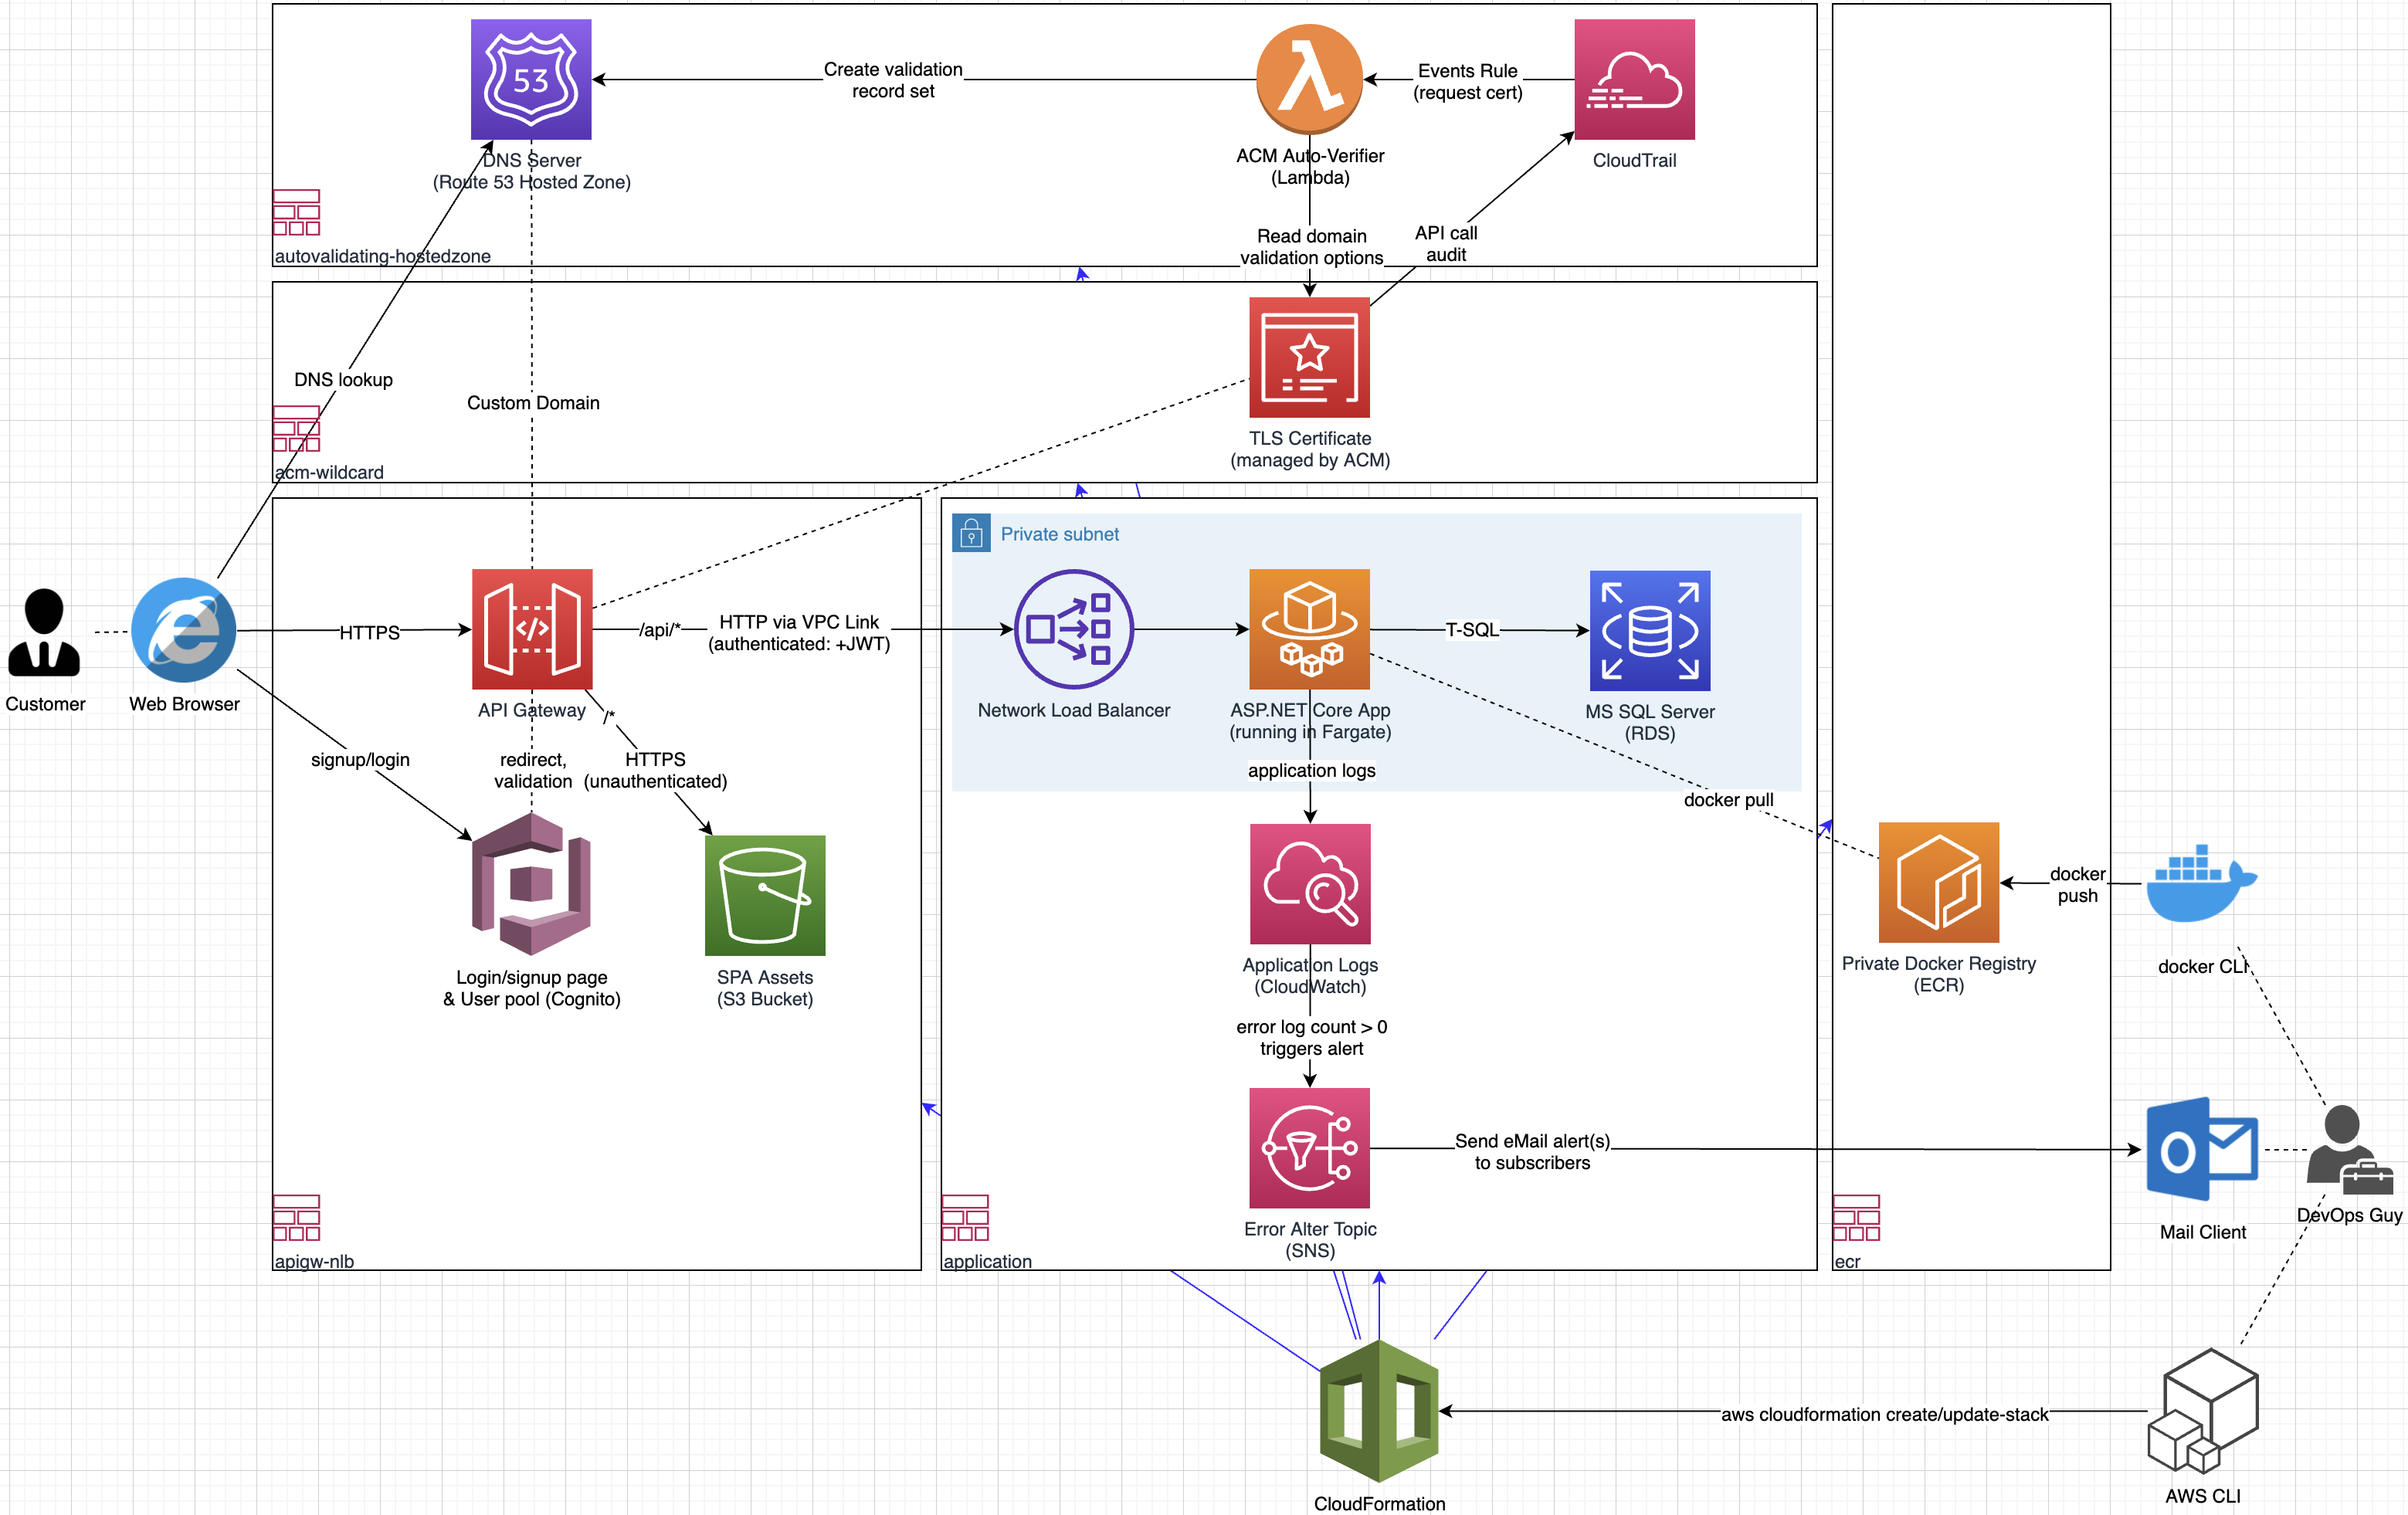 53
DNS Server
(Route 53 Hosted Zone)
Create validation
record set
ACM Auto-Verifier
(Lambda)
Events Rule
(request cert)
CloudTrail
Read domain
validation options
API call
audit
autovalidating-hostedzone
DNS lookup
Custom Domain
TLS Certificate
(managed by ACM)
acm-wildcard
Private subnet
Customer
Web Browser
HTTPS
</>
API Gateway
/api/*
HTTP via VPC Link
(authenticated: +JWT)
Network Load Balancer
ASP.NET Core App
(running in Fargate)
T-SQL
MS SQL Server
(RDS)
/*
signup/login
redirect,
validation
HTTPS
(unauthenticated)
application logs
docker pull
Login/signup page
& User pool (Cognito)
SPA Assets
(S3 Bucket)
Application Logs
(CloudWatch)
Private Docker Registry
(ECR)
docker
push
docker CLI
error log count > 0
triggers alert
Send eMail alert(s)
to subscribers
Error Alter Topic
(SNS)
Mail Client
DevOps Guy
apigw-nlb
application
ecr
aws cloudformation create/update-stack
CloudFormation
AWS CLI